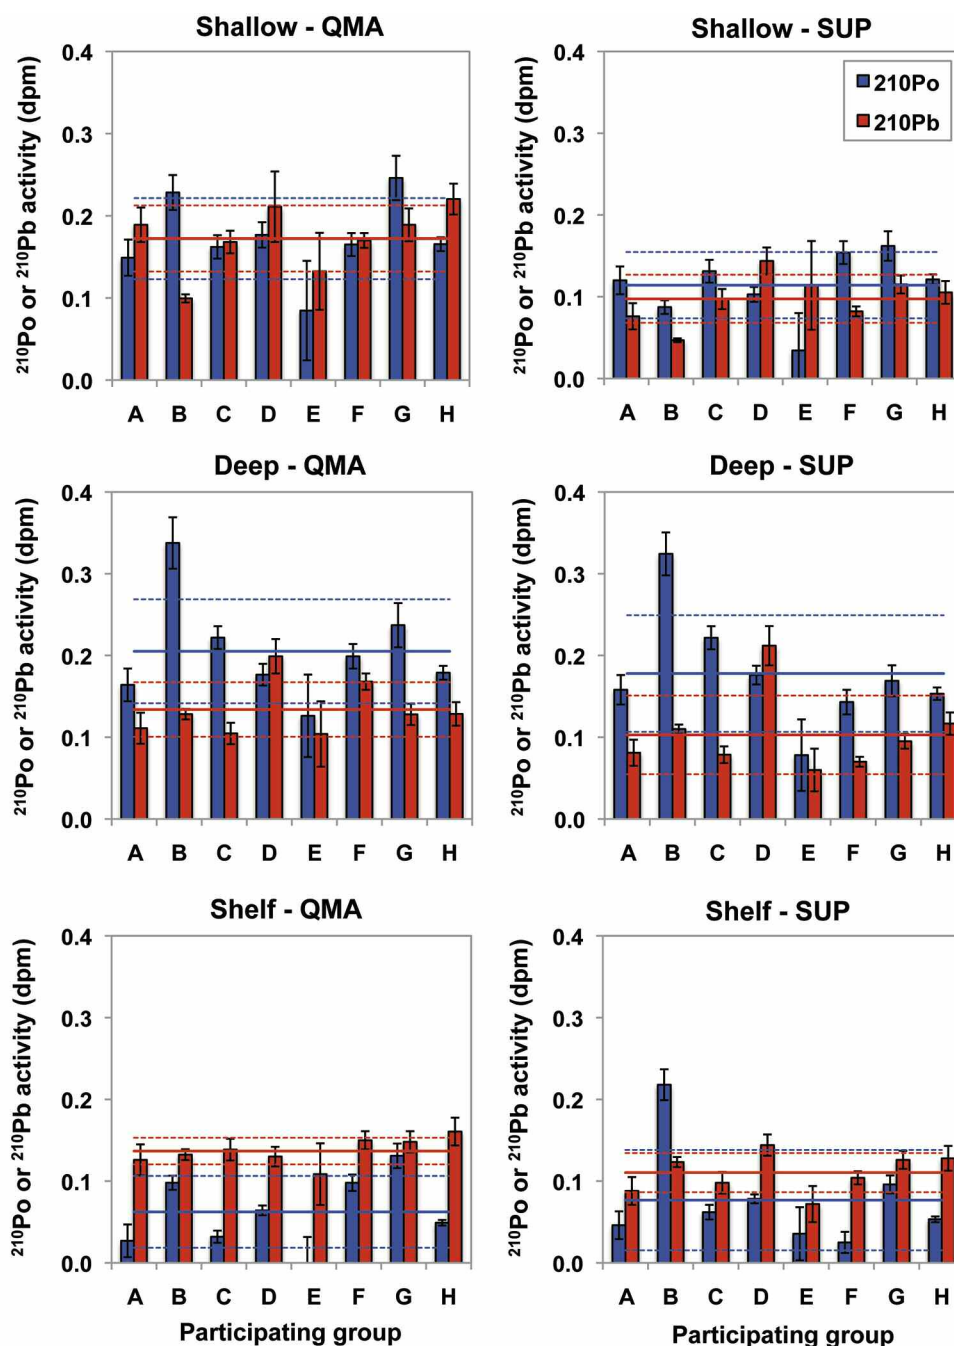 Shallow - QMA
²¹⁰Po or ²¹⁰Pb activity (dpm)
0.4
0.3
0.2
0.1
0.0
A B C D E F G H
Shallow - SUP
²¹⁰Po or ²¹⁰Pb activity (dpm)
0.4
0.3
0.2
0.1
0.0
210Po
210Pb
A B C D E F G H
Deep - QMA
²¹⁰Po or ²¹⁰Pb activity (dpm)
0.4
0.3
0.2
0.1
0.0
A B C D E F G H
Deep - SUP
²¹⁰Po or ²¹⁰Pb activity (dpm)
0.4
0.3
0.2
0.1
0.0
A B C D E F G H
Shelf - QMA
²¹⁰Po or ²¹⁰Pb activity (dpm)
0.4
0.3
0.2
0.1
0.0
A B C D E F G H
Participating group
Shelf - SUP
²¹⁰Po or ²¹⁰Pb activity (dpm)
0.4
0.3
0.2
0.1
0.0
A B C D E F G H
Participating group